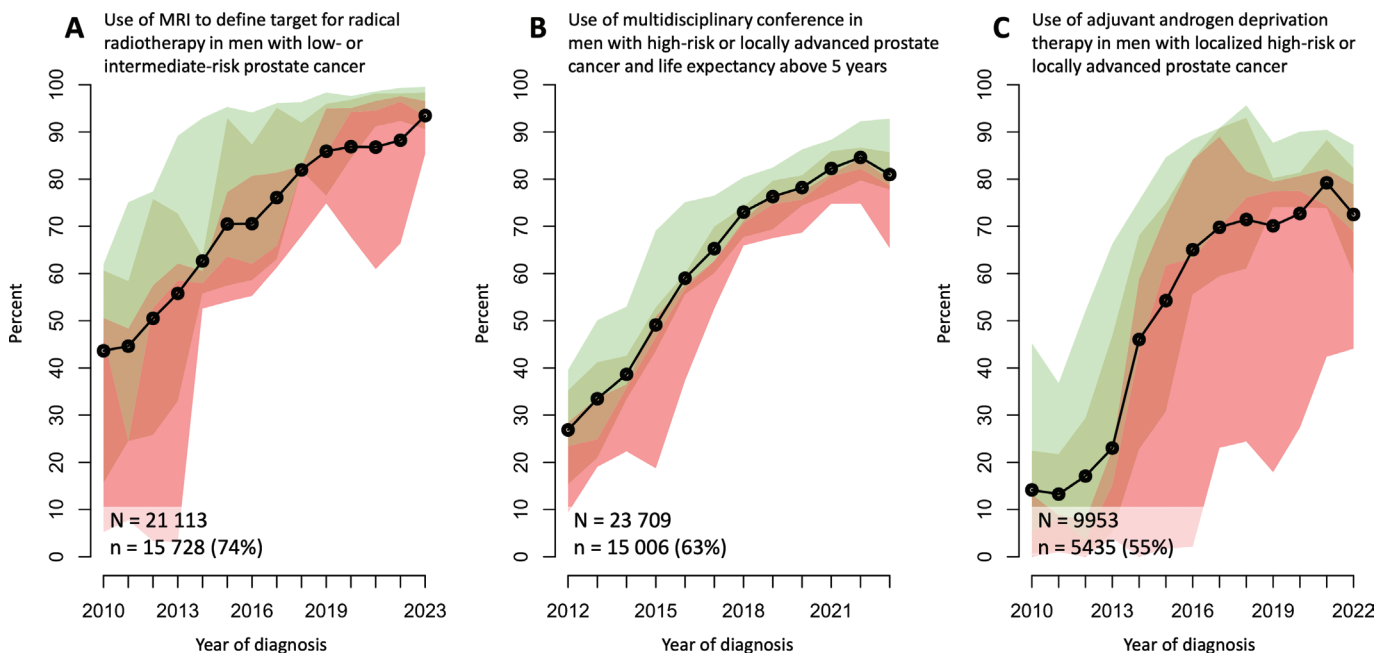 A
Use of MRI to define target for radical
radiotherapy in men with low- or
intermediate-risk prostate cancer
Percent
100
90
80
70
60
50
40
30
20
10
0
N = 21 113
n = 15 728 (74%)
2010 2013 2016 2019 2023
Year of diagnosis
B
Use of multidisciplinary conference in
men with high-risk or locally advanced prostate
cancer and life expectancy above 5 years
Percent
100
90
80
70
60
50
40
30
20
10
0
N = 23 709
n = 15 006 (63%)
2012 2015 2018 2021
Year of diagnosis
C
Use of adjuvant androgen deprivation
therapy in men with localized high-risk or
locally advanced prostate cancer
Percent
100
90
80
70
60
50
40
30
20
10
0
N = 9953
n = 5435 (55%)
2010 2013 2016 2019 2022
Year of diagnosis